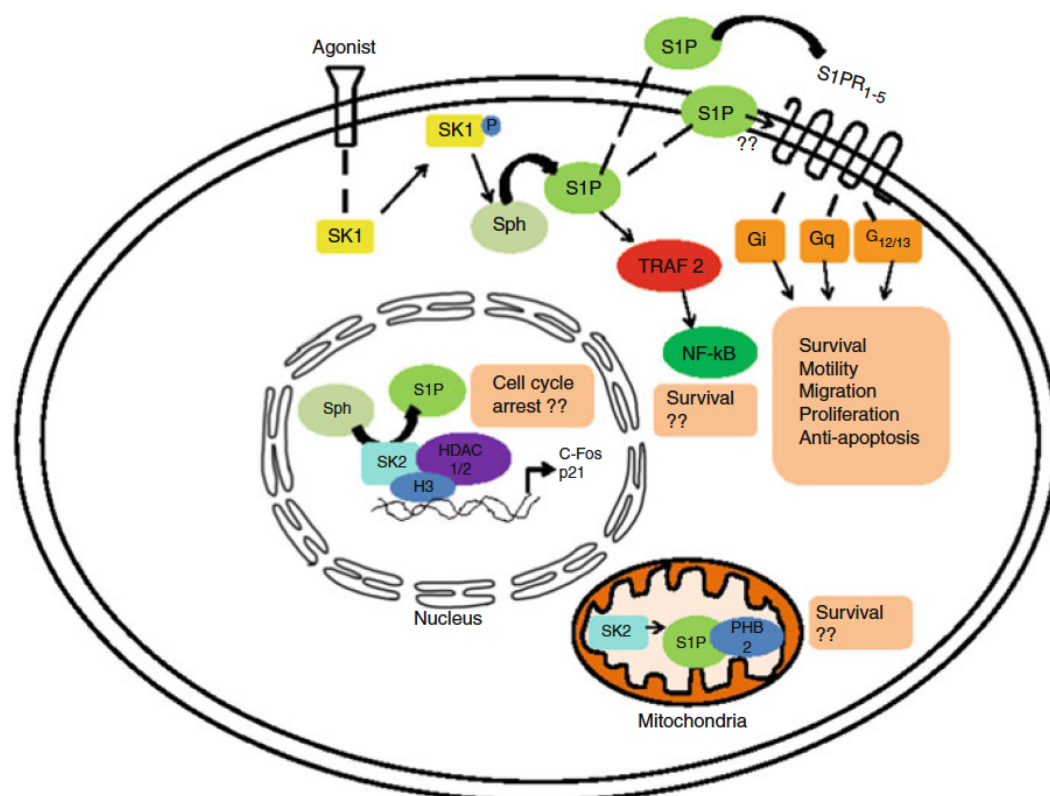 Agonist
S1P
S1PR1-5
S1P
??
SK1
P
S1P
Sph
SK1
Gi
Gq
G12/13
TRAF 2
NF-kB
Survival
??
Survival
Motility
Migration
Proliferation
Anti-apoptosis
Sph
S1P
Cell cycle
arrest ??
SK2
HDAC
1/2
H3
C-Fos
p21
Nucleus
SK2
S1P
PHB
2
Survival
??
Mitochondria